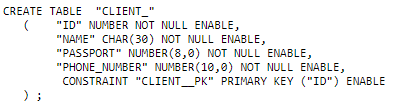 CREATE TABLE "CLIENT_"
( "ID" NUMBER NOT NULL ENABLE,
"NAME" CHAR(30) NOT NULL ENABLE,
"PASSPORT" NUMBER(8,0) NOT NULL ENABLE,
"PHONE_NUMBER" NUMBER(10,0) NOT NULL ENABLE,
CONSTRAINT "CLIENT__PK" PRIMARY KEY ("ID") ENABLE
) ;